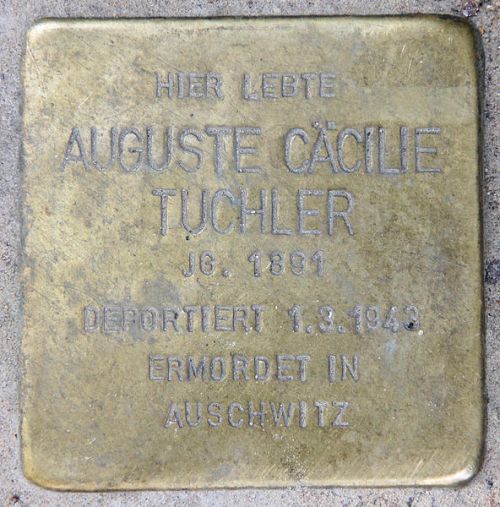 HIER LEBTE
AUGUSTE CÄCILIE
TUCHLER
JG. 1891
DEPORTIERT 1.3.1943
ERMORDET IN
AUSCHWITZ